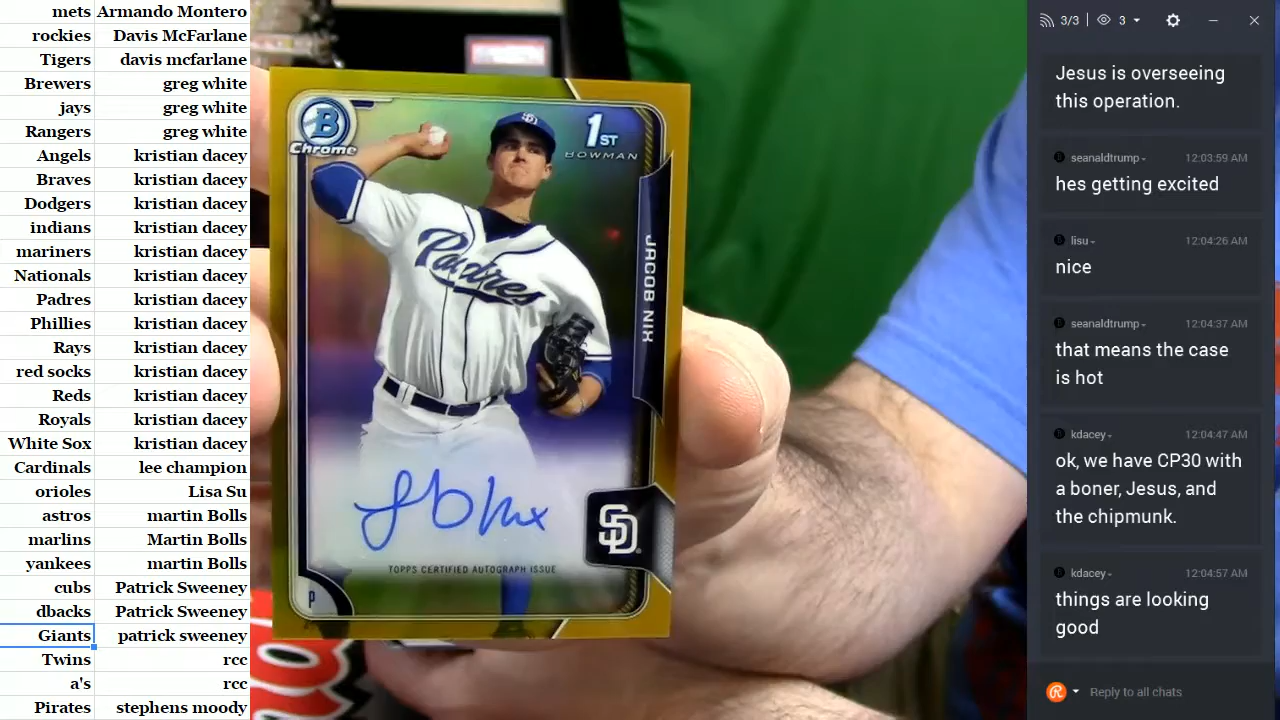 mets Armando Montero
rockies Davis McFarlane
Tigers davis mcfarlane
Brewers greg white
jays greg white
Rangers greg white
Angels kristian dacey
Braves kristian dacey
Dodgers kristian dacey
indians kristian dacey
mariners kristian dacey
Nationals kristian dacey
Padres kristian dacey
Phillies kristian dacey
Rays kristian dacey
red socks kristian dacey
Reds kristian dacey
Royals kristian dacey
White Sox kristian dacey
Cardinals lee champion
orioles Lisa Su
astros martin Bolls
marlins Martin Bolls
yankees martin Bolls
cubs Patrick Sweeney
dbacks Patrick Sweeney
Giants patrick sweeney
Twins rcc
a's rcc
Pirates stephens moody
B
Chrome
SD
1ST
BOWMAN
Padres
JACOB NIX
SD
TOPPS CERTIFIED AUTOGRAPH ISSUE
P
3/3 3
Jesus is overseeing
this operation.
seanaldtrump 12:03:59 AM
hes getting excited
lisu 12:04:26 AM
nice
seanaldtrump 12:04:37 AM
that means the case
is hot
kdacey 12:04:47 AM
ok, we have CP30 with
a boner, Jesus, and
the chipmunk.
kdacey 12:04:57 AM
things are looking
good
Reply to all chats